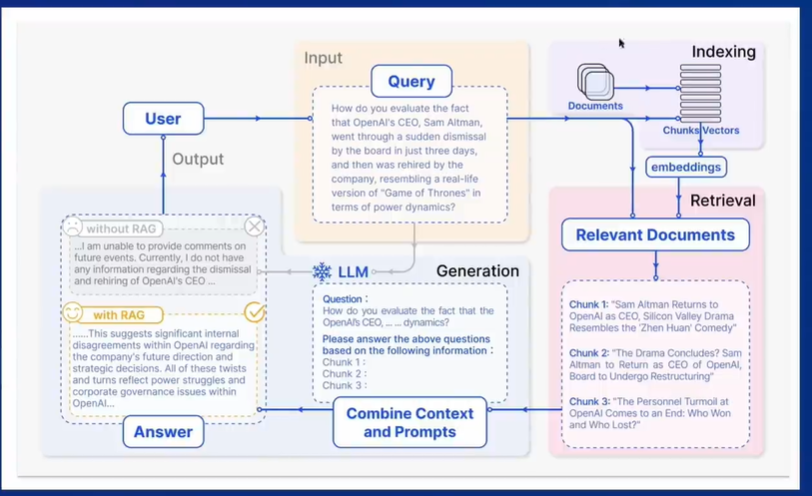 Input
Query
How do you evaluate the fact
that OpenAI's CEO, Sam Altman,
went through a sudden dismissal
by the board in just three days,
and then was rehired by the
company, resembling a real-life
version of "Game of Thrones" in
terms of power dynamics?
Indexing
Documents
Chunks Vectors
embeddings
User
Output
Retrieval
Relevant Documents
Chunk 1: "Sam Altman Returns to
OpenAI as CEO, Silicon Valley Drama
Resembles the 'Zhen Huan' Comedy"
Chunk 2: "The Drama Concludes? Sam
Altman to Return as CEO of OpenAI,
Board to Undergo Restructuring"
Chunk 3: "The Personnel Turmoil at
OpenAI Comes to an End: Who Won
and Who Lost?"
LLM
Generation
Question :
How do you evaluate the fact that the
OpenAI's CEO, ... ... dynamics?
Please answer the above questions
based on the following information :
Chunk 1 :
Chunk 2 :
Chunk 3 :
Combine Context
and Prompts
without RAG
...I am unable to provide comments on
future events. Currently, I do not have
any information regarding the dismissal
and rehiring of OpenAI's CEO ...
with RAG
......This suggests significant internal
disagreements within OpenAI regarding
the company's future direction and
strategic decisions. All of these twists
and turns reflect power struggles and
corporate governance issues within
OpenAI...
Answer